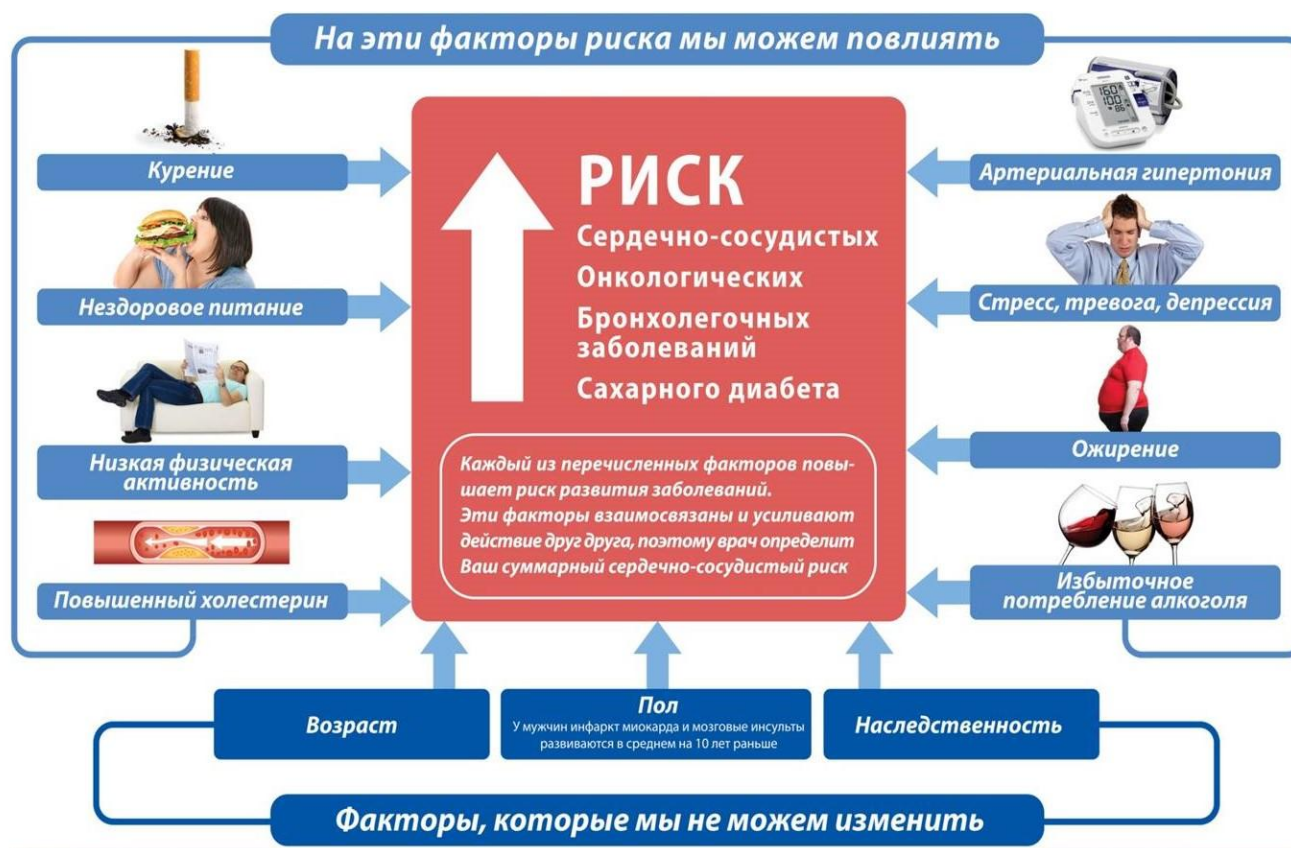 На эти факторы риска мы можем повлиять
Курение
Нездоровое питание
Низкая физическая
активность
Повышенный холестерин
РИСК
Сердечно-сосудистых
Онкологических
Бронхолегочных
заболеваний
Сахарного диабета
Каждый из перечисленных факторов повы-
шает риск развития заболеваний.
Эти факторы взаимосвязаны и усиливают
действие друг друга, поэтому врач определит
Ваш суммарный сердечно-сосудистый риск
160
100
86
Артериальная гипертония
Стресс, тревога, депрессия
Ожирение
Избыточное
потребление алкоголя
Возраст
Пол
У мужчин инфаркт миокарда и мозговые инсульты
развиваются в среднем на 10 лет раньше
Наследственность
Факторы, которые мы не можем изменить